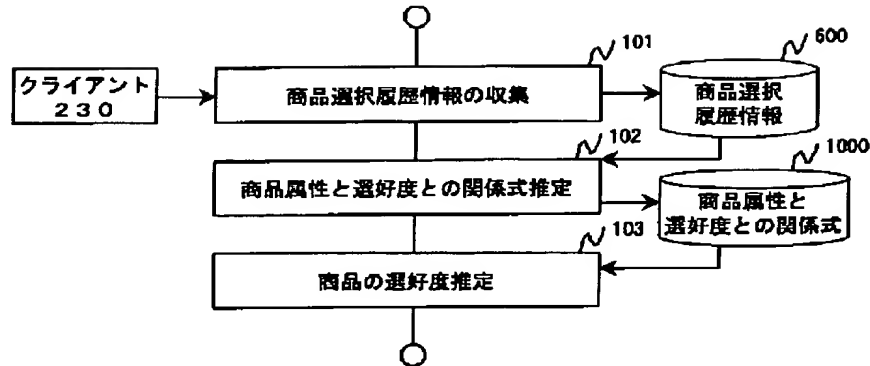 101
600
クライアント
230
商品選択履歴情報の収集
商品選択
履歴情報
102
1000
商品属性と選好度との関係式推定
商品属性と
選好度との関係式
103
商品の選好度推定